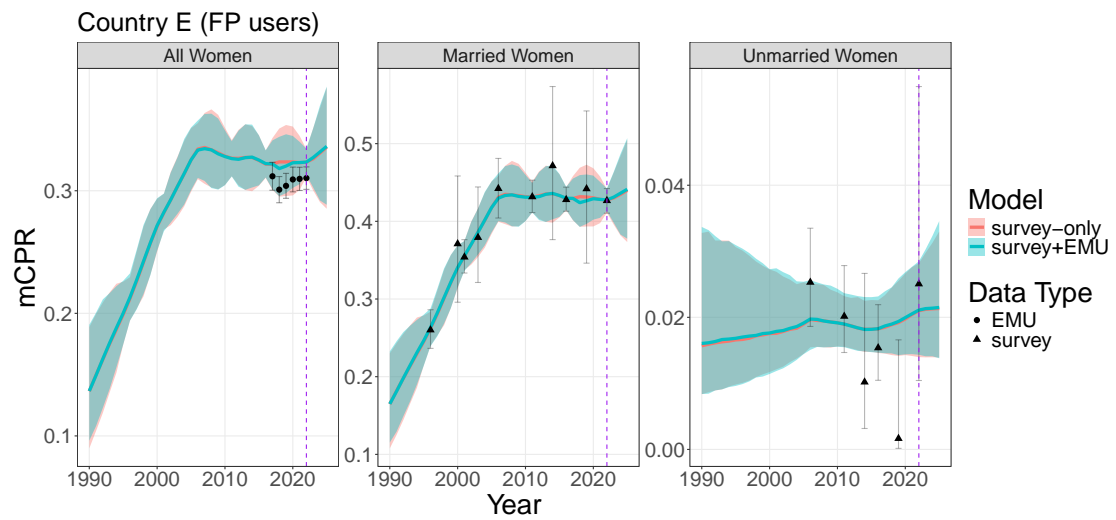 Country E (FP users)
All Women
Married Women
Unmarried Women
mCPR
0.3
0.2
0.1
0.5
0.4
0.3
0.2
0.1
0.04
0.02
0.00
1990 2000 2010 2020
1990 2000 2010 2020
1990 2000 2010 2020
Year
Model
survey−only
survey+EMU
Data Type
EMU
survey